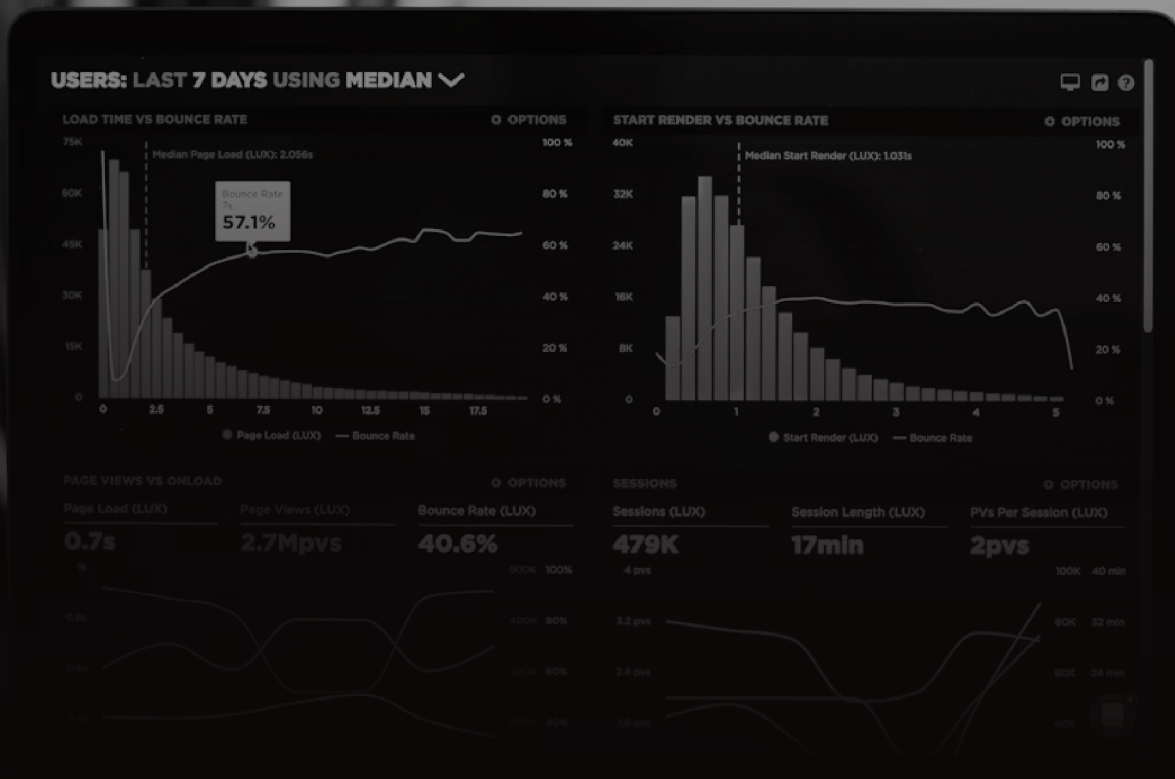 USERS: LAST 7 DAYS USING MEDIAN
LOAD TIME VS BOUNCE RATE
OPTIONS
75K
100 %
Median Page Load (LUX): 2.056s
60K
80 %
Bounce Rate
7s
57.1%
45K
60 %
30K
40 %
15K
20 %
0
0 %
0 2.5 5 7.5 10 12.5 15 17.5
Page Load (LUX) Bounce Rate
START RENDER VS BOUNCE RATE
OPTIONS
40K
100 %
Median Start Render (LUX): 1.031s
32K
80 %
24K
60 %
16K
40 %
8K
20 %
0
0 %
0 1 2 3 4 5
Start Render (LUX) Bounce Rate
PAGE VIEWS VS ONLOAD
OPTIONS
Page Load (LUX) Page Views (LUX) Bounce Rate (LUX)
0.7s 2.7Mpvs 40.6%
1s
500K 100%
400K 80%
60%
40%
SESSIONS
OPTIONS
Sessions (LUX) Session Length (LUX) PVs Per Session (LUX)
479K 17min 2pvs
4 pvs
100K 40 min
3.2 pvs
80K 32 min
2.4 pvs
60K 24 min
40K